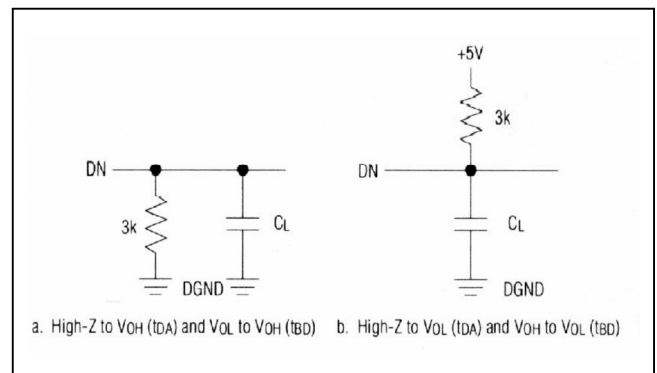 +5V
3k
DN
DN
3k
CL
CL
DGND
DGND
a. High-Z to VOH (tDA) and VOL to VOH (tBD)
b. High-Z to VOL (tDA) and VOH to VOL (tBD)